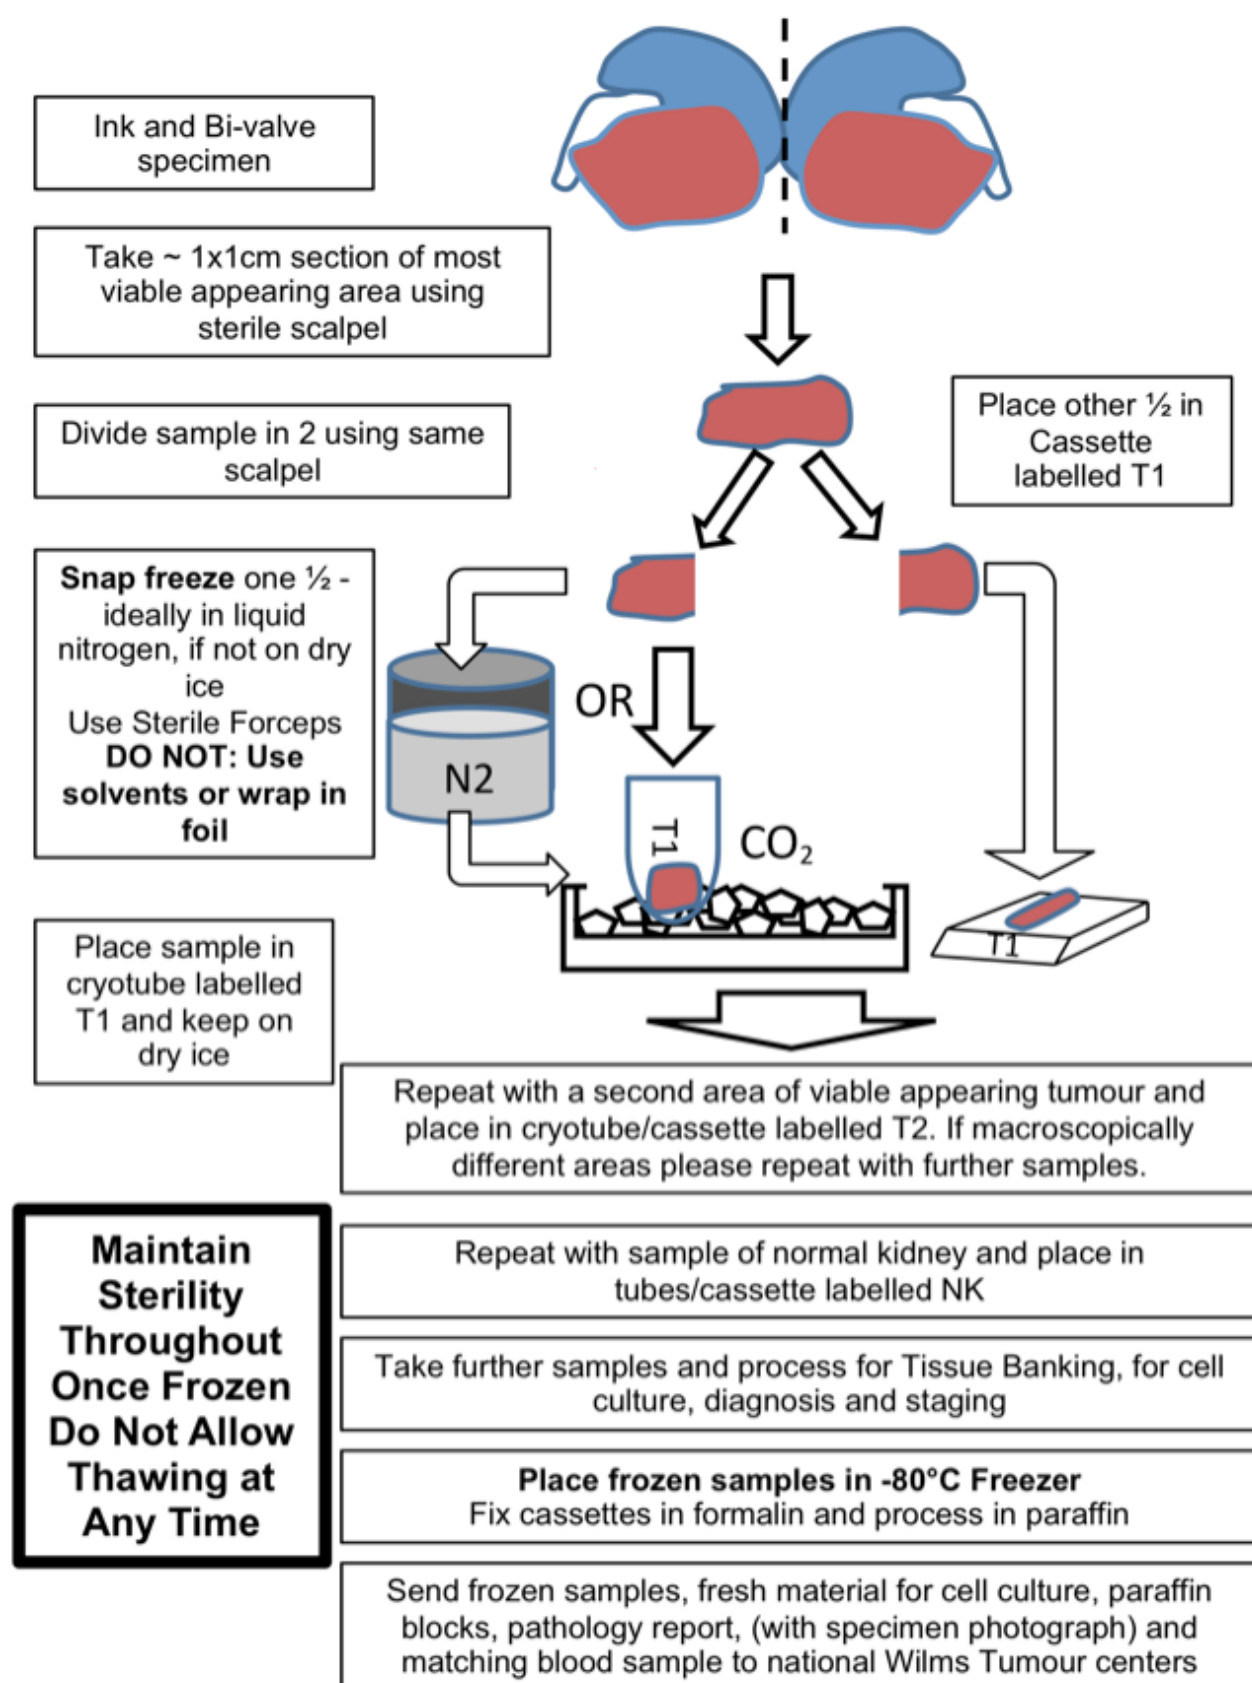 Ink and Bi-valve
specimen
Take ~ 1x1cm section of most
viable appearing area using
sterile scalpel
Divide sample in 2 using same
scalpel
Place other ½ in
Cassette
labelled T1
Snap freeze one ½ -
ideally in liquid
nitrogen, if not on dry
ice
Use Sterile Forceps
DO NOT: Use
solvents or wrap in
foil
OR
N2
T1
CO₂
T1
Place sample in
cryotube labelled
T1 and keep on
dry ice
Repeat with a second area of viable appearing tumour and
place in cryotube/cassette labelled T2. If macroscopically
different areas please repeat with further samples.
Maintain
Sterility
Throughout
Once Frozen
Do Not Allow
Thawing at
Any Time
Repeat with sample of normal kidney and place in
tubes/cassette labelled NK
Take further samples and process for Tissue Banking, for cell
culture, diagnosis and staging
Place frozen samples in -80°C Freezer
Fix cassettes in formalin and process in paraffin
Send frozen samples, fresh material for cell culture, paraffin
blocks, pathology report, (with specimen photograph) and
matching blood sample to national Wilms Tumour centers